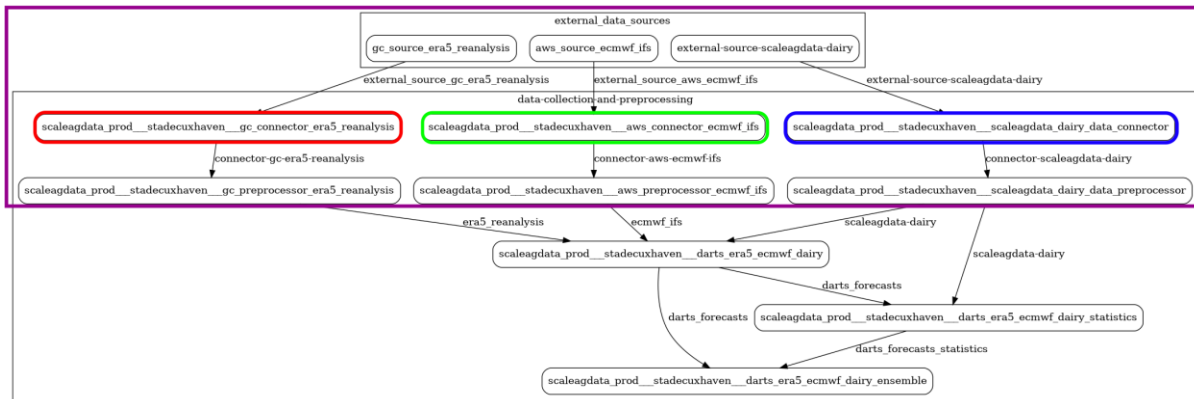 external_data_sources
gc_source_era5_reanalysis
aws_source_ecmwf_ifs
external-source-scaleagdata-dairy
external_source_gc_era5_reanalysis
external_source_aws_ecmwf_ifs
external-source-scaleagdata-dairy
data-collection-and-preprocessing
scaleagdata_prod___stadecuxhaven___gc_connector_era5_reanalysis
scaleagdata_prod___stadecuxhaven___aws_connector_ecmwf_ifs
scaleagdata_prod___stadecuxhaven___scaleagdata_dairy_data_connector
connector-gc-era5-reanalysis
connector-aws-ecmwf-ifs
connector-scaleagdata-dairy
scaleagdata_prod___stadecuxhaven___gc_preprocessor_era5_reanalysis
scaleagdata_prod___stadecuxhaven___aws_preprocessor_ecmwf_ifs
scaleagdata_prod___stadecuxhaven___scaleagdata_dairy_data_preprocessor
era5_reanalysis
ecmwf_ifs
scaleagdata-dairy
scaleagdata_prod___stadecuxhaven___darts_era5_ecmwf_dairy
scaleagdata-dairy
darts_forecasts
darts_forecasts
scaleagdata_prod___stadecuxhaven___darts_era5_ecmwf_dairy_statistics
darts_forecasts_statistics
scaleagdata_prod___stadecuxhaven___darts_era5_ecmwf_dairy_ensemble